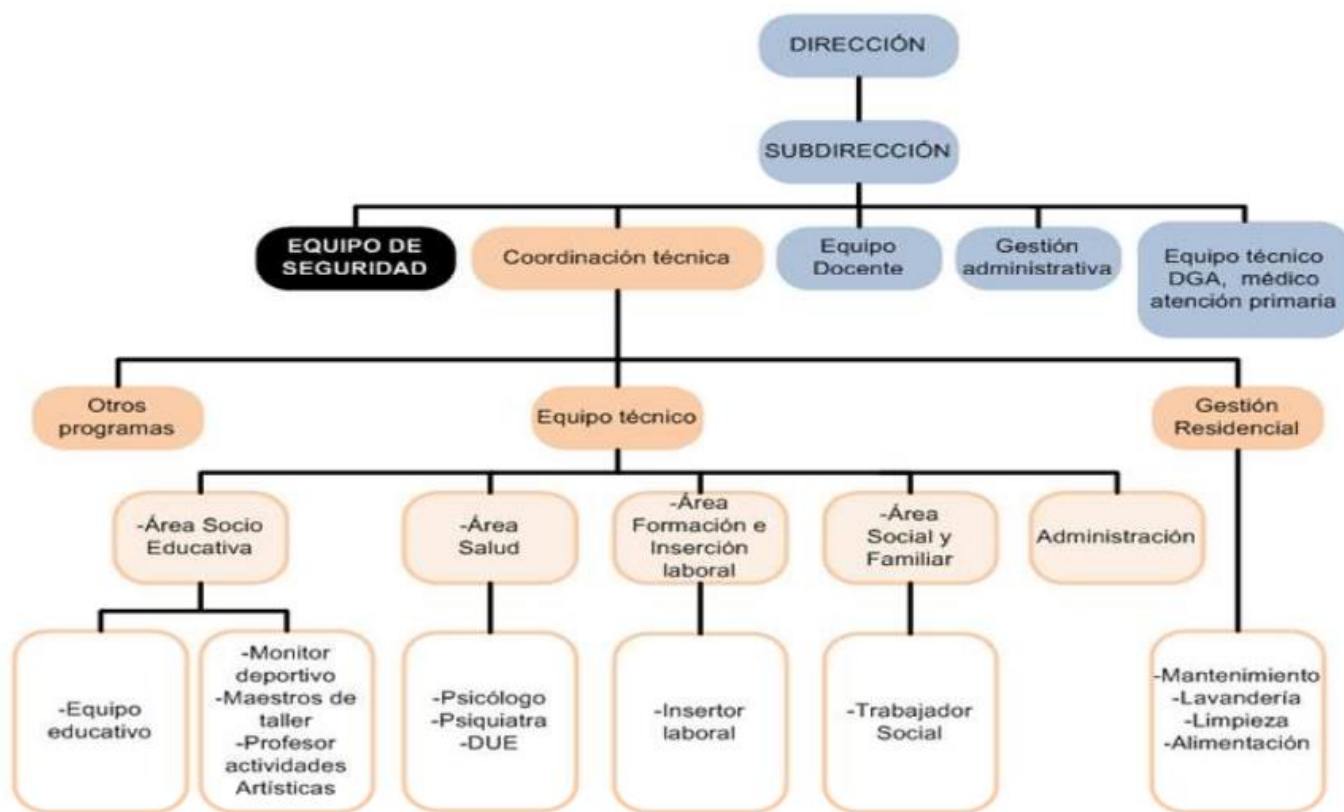 DIRECCIÓN
SUBDIRECCIÓN
EQUIPO DE
SEGURIDAD
Coordinación técnica
Equipo
Docente
Gestión
administrativa
Equipo técnico
DGA, médico
atención primaria
Otros
programas
Equipo técnico
Gestión
Residencial
-Área Socio
Educativa
-Área
Salud
-Área
Formación e
Inserción
laboral
-Área
Social y
Familiar
Administración
-Equipo
educativo
-Monitor
deportivo
-Maestros de
taller
-Profesor
actividades
Artísticas
-Psicólogo
-Psiquiatra
-DUE
-Insertor
laboral
-Trabajador
Social
-Mantenimiento
-Lavandería
-Limpieza
-Alimentación